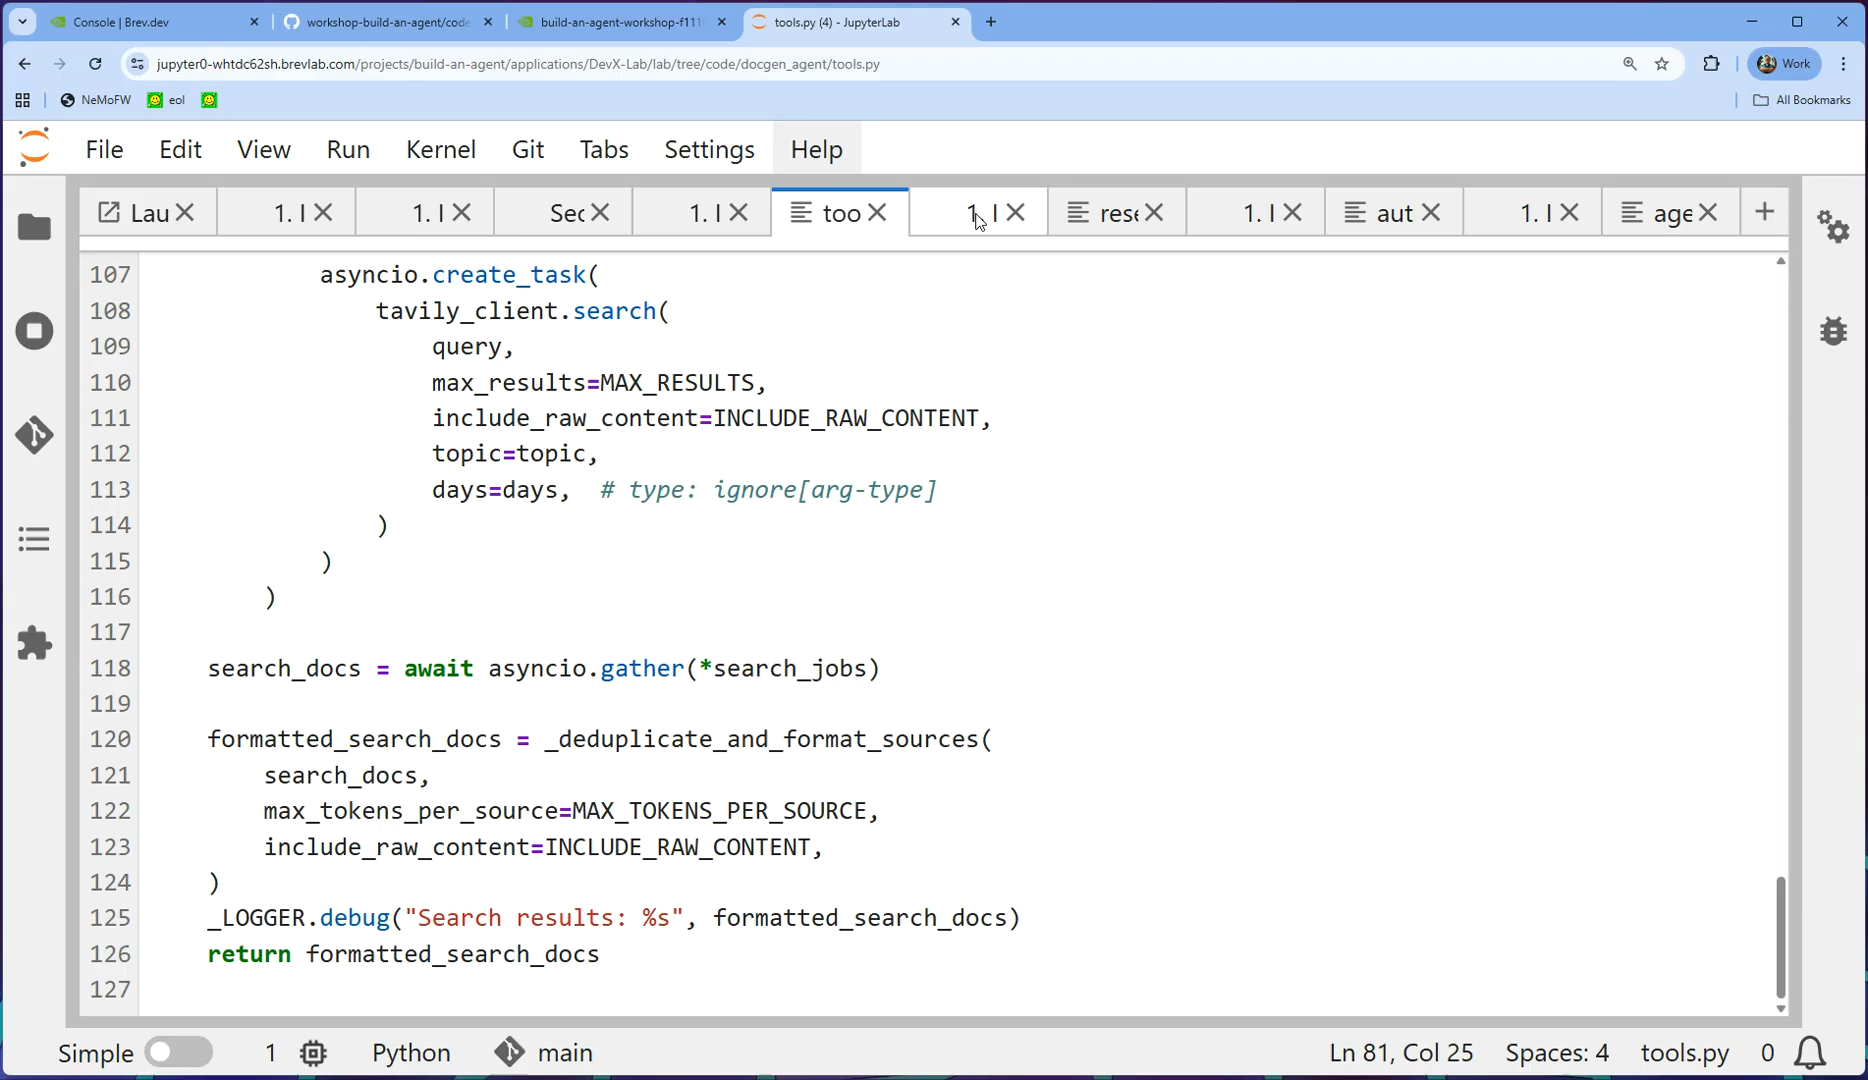 Console | Brev.dev
workshop-build-an-agent/code
build-an-agent-workshop-f111
tools.py (4) - JupyterLab
jupyter0-whtdc62sh.brevlab.com/projects/build-an-agent/applications/DevX-Lab/lab/tree/code/docgen_agent/tools.py
Work
NeMoFW
eol
All Bookmarks
File Edit View Run Kernel Git Tabs Settings Help
Lau 1. I 1. I Sec 1. I too 1. I rese 1. I aut 1. I age
107 asyncio.create_task(
108 tavily_client.search(
109 query,
110 max_results=MAX_RESULTS,
111 include_raw_content=INCLUDE_RAW_CONTENT,
112 topic=topic,
113 days=days, # type: ignore[arg-type]
114 )
115 )
116 )
117
118 search_docs = await asyncio.gather(*search_jobs)
119
120 formatted_search_docs = _deduplicate_and_format_sources(
121 search_docs,
122 max_tokens_per_source=MAX_TOKENS_PER_SOURCE,
123 include_raw_content=INCLUDE_RAW_CONTENT,
124 )
125 _LOGGER.debug("Search results: %s", formatted_search_docs)
126 return formatted_search_docs
127
Simple 1 Python main Ln 81, Col 25 Spaces: 4 tools.py 0